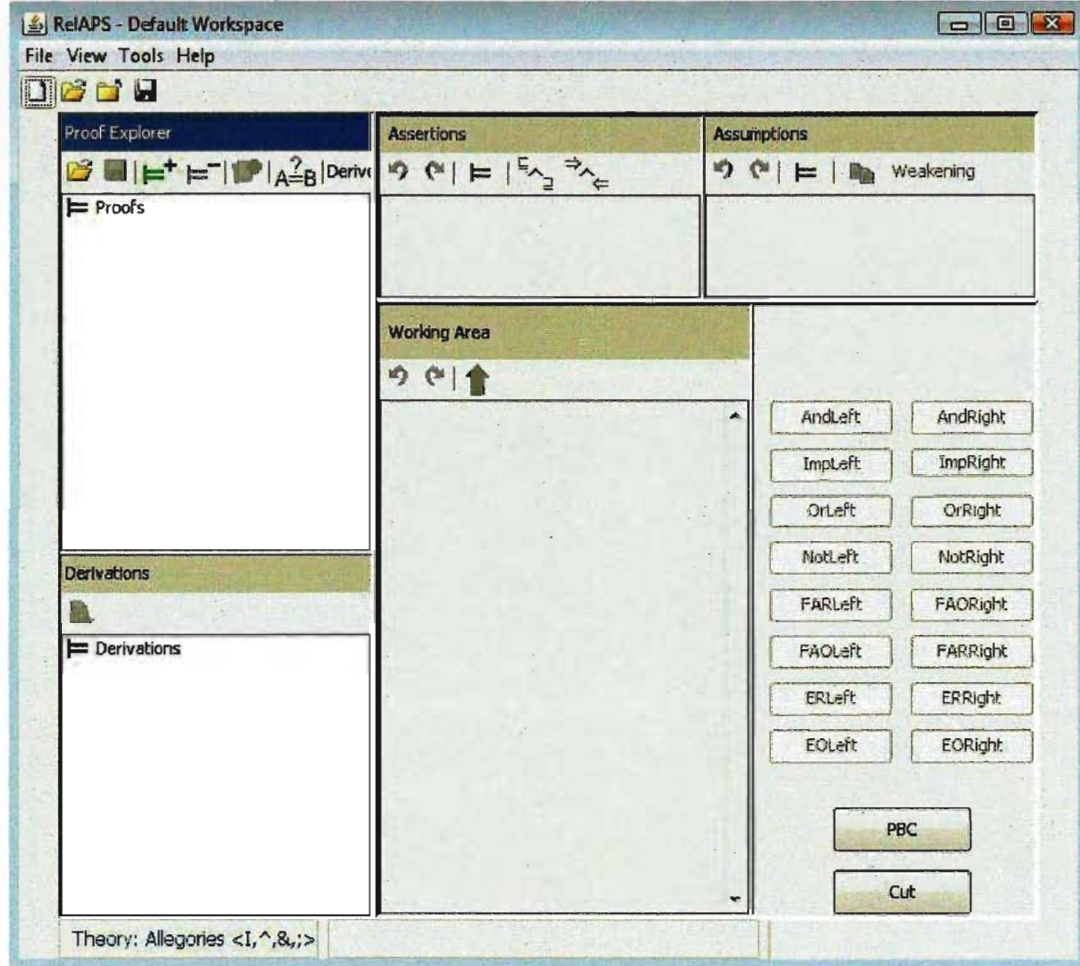 RelAPS - Default Workspace
File View Tools Help
Proof Explorer
A=B? Derive
Proofs
Assertions
Assumptions
Weakening
Working Area
AndLeft AndRight
ImpLeft ImpRight
OrLeft OrRight
NotLeft NotRight
FARLeft FAORight
FAOLeft FARRight
ERLeft ERRight
EOLeft EORight
PBC
Cut
Derivations
Derivations
Theory: Allegories <I,^,&,;>